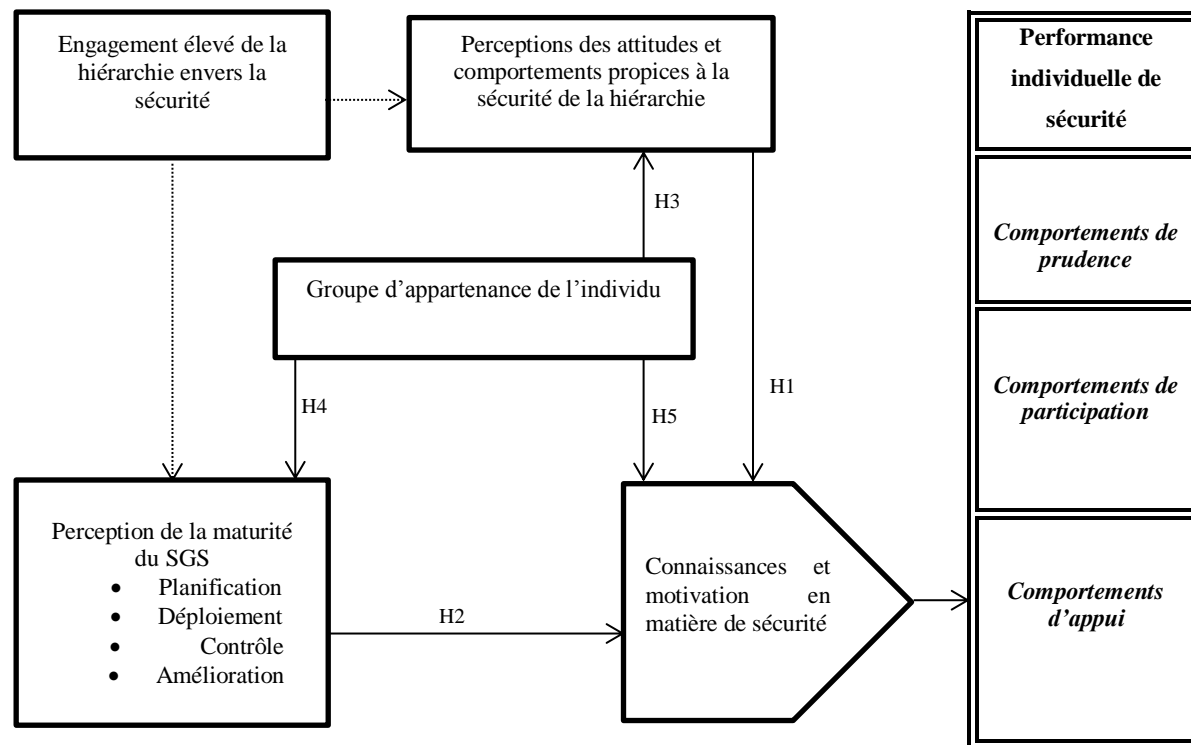 Engagement élevé de la
hiérarchie envers la
sécurité
Perceptions des attitudes et
comportements propices à la
sécurité de la hiérarchie
Performance
individuelle de
sécurité
H3
Comportements de
prudence
Groupe d’appartenance de l’individu
H4
H5
H1
Comportements de
participation
Perception de la maturité
du SGS
• Planification
• Déploiement
• Contrôle
• Amélioration
H2
Connaissances et
motivation en
matière de sécurité
Comportements
d’appui